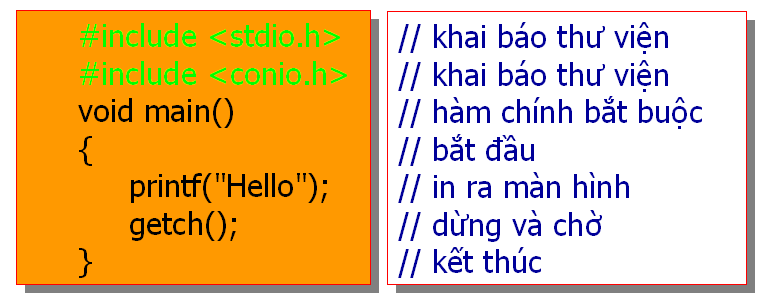 #include <stdio.h> // khai báo thư viện
#include <conio.h> // khai báo thư viện
void main() // hàm chính bắt buộc
{ // bắt đầu
printf("Hello"); // in ra màn hình
getch(); // dừng và chờ
} // kết thúc